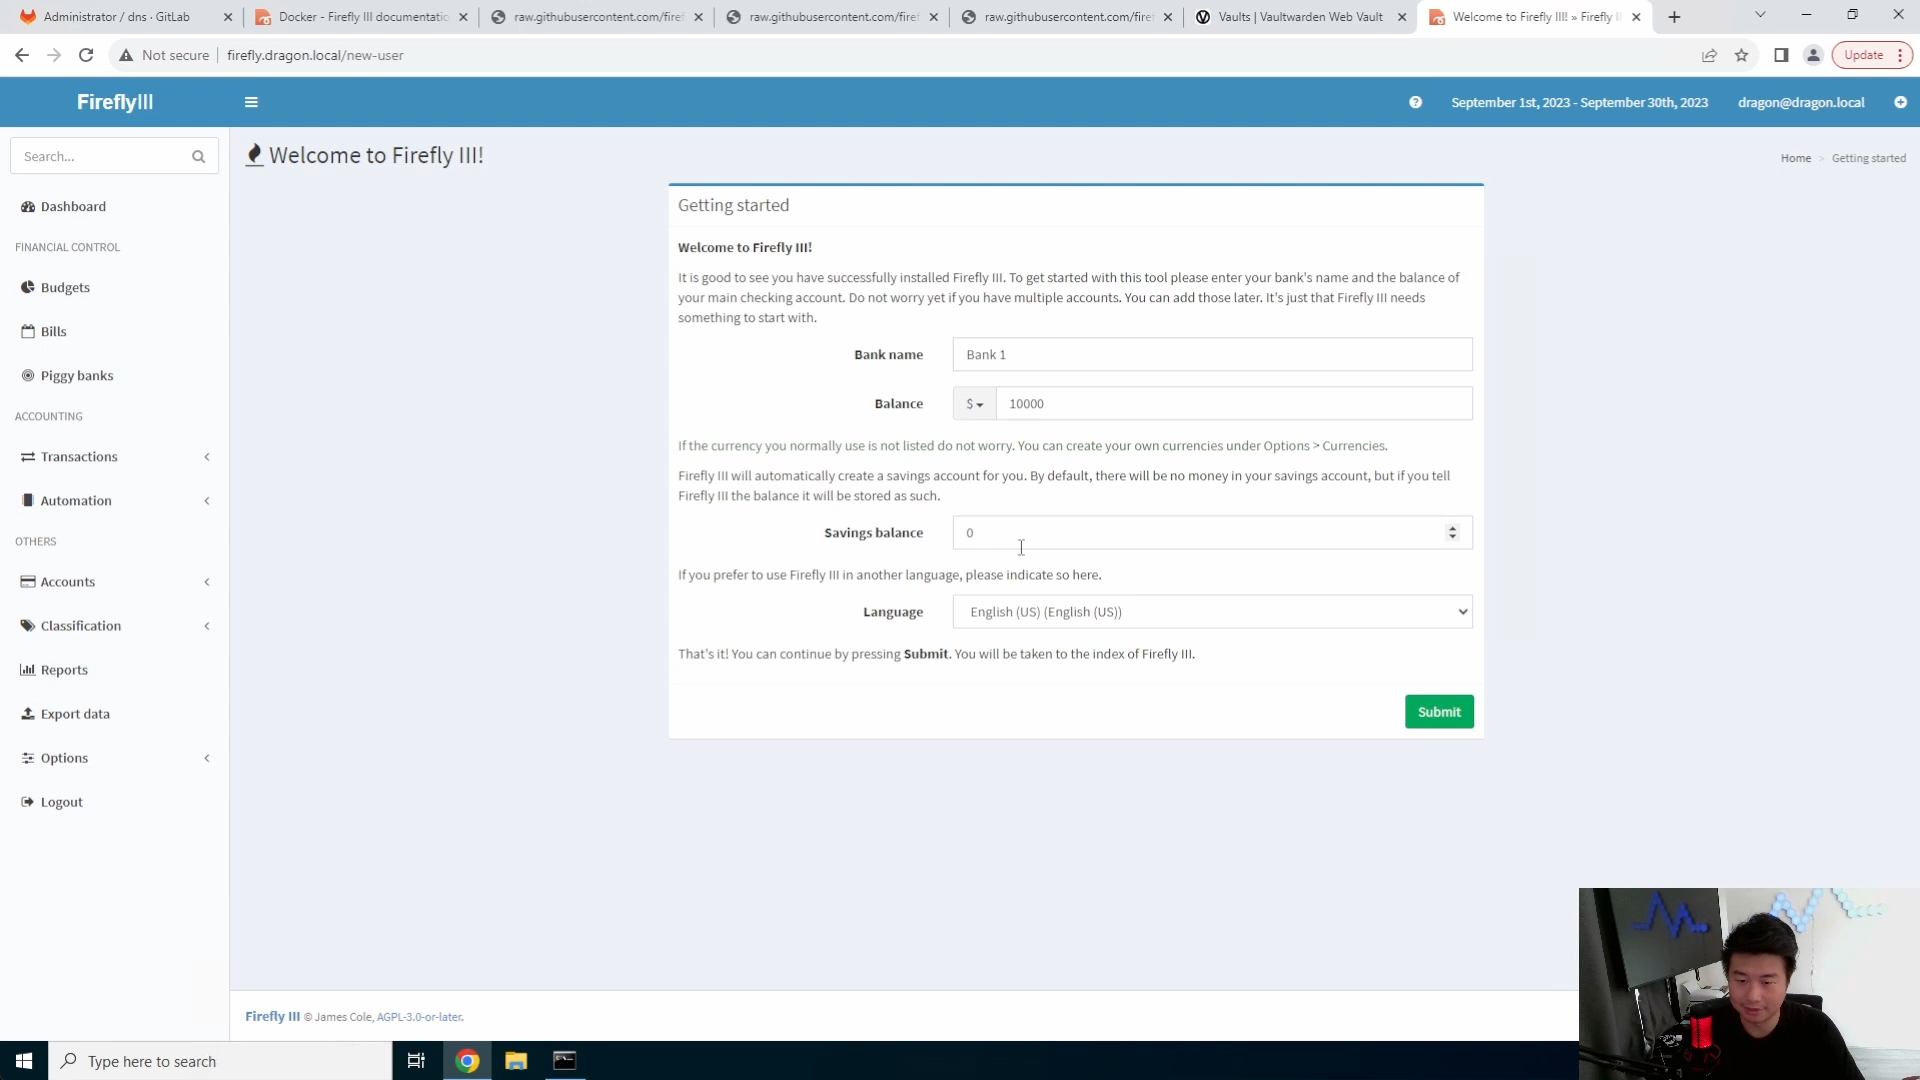 Administrator / dns · GitLab
Docker - Firefly III documentatio
raw.githubusercontent.com/firef
raw.githubusercontent.com/firef
raw.githubusercontent.com/firef
Vaults | Vaultwarden Web Vault
Welcome to Firefly III! » Firefly II
Not secure
firefly.dragon.local/new-user
Update
FireflyIII
September 1st, 2023 - September 30th, 2023
dragon@dragon.local
Search...
Welcome to Firefly III!
Home > Getting started
Dashboard
FINANCIAL CONTROL
Budgets
Bills
Piggy banks
ACCOUNTING
Transactions
Automation
OTHERS
Accounts
Classification
Reports
Export data
Options
Logout
Getting started
Welcome to Firefly III!
It is good to see you have successfully installed Firefly III. To get started with this tool please enter your bank's name and the balance of
your main checking account. Do not worry yet if you have multiple accounts. You can add those later. It's just that Firefly III needs
something to start with.
Bank name
Bank 1
Balance
$
10000
If the currency you normally use is not listed do not worry. You can create your own currencies under Options > Currencies.
Firefly III will automatically create a savings account for you. By default, there will be no money in your savings account, but if you tell
Firefly III the balance it will be stored as such.
Savings balance
0
If you prefer to use Firefly III in another language, please indicate so here.
Language
English (US) (English (US))
That's it! You can continue by pressing Submit. You will be taken to the index of Firefly III.
Submit
Firefly III © James Cole, AGPL-3.0-or-later.
Type here to search